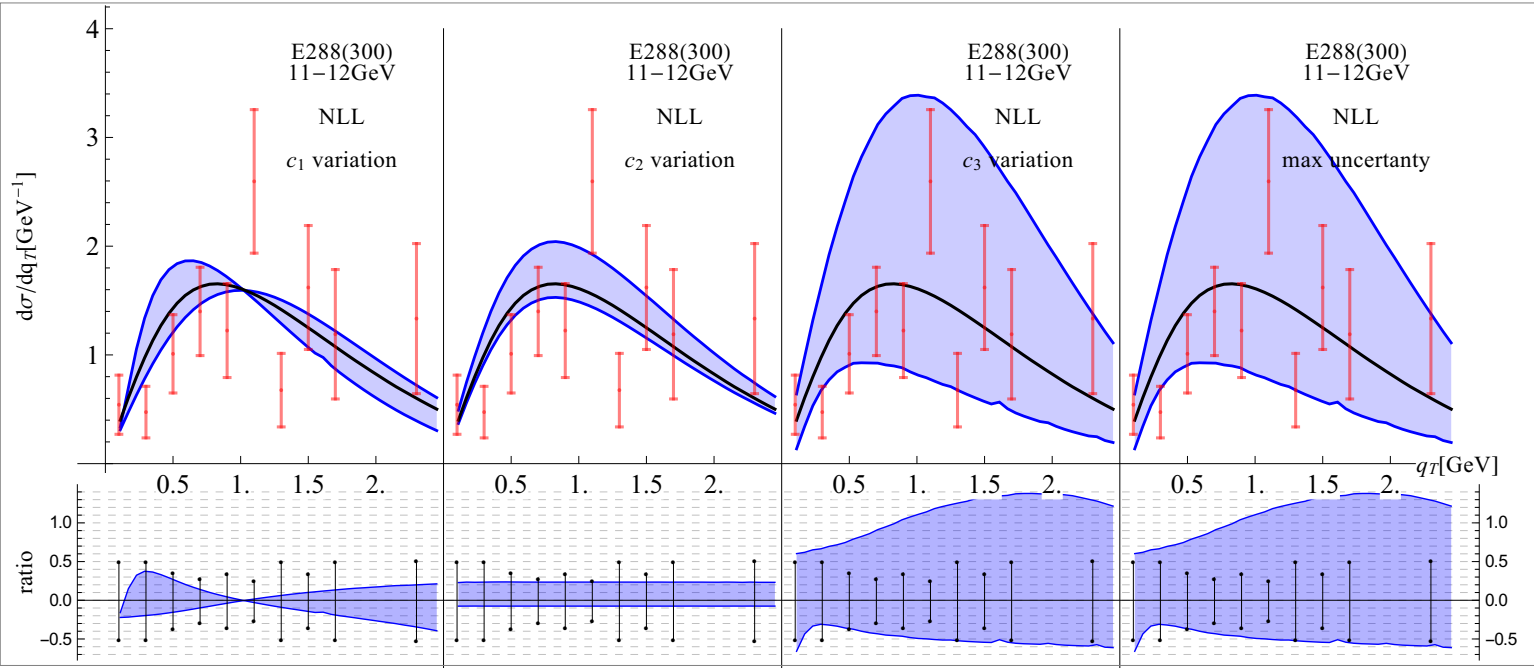 4
3
2
1
dσ/dq_T[GeV⁻¹]
E288(300)
11−12GeV
NLL
c₁ variation
E288(300)
11−12GeV
NLL
c₂ variation
E288(300)
11−12GeV
NLL
c₃ variation
E288(300)
11−12GeV
NLL
max uncertanty
q_T[GeV]
0.5 1. 1.5 2.
0.5 1. 1.5 2.
0.5 1. 1.5 2.
0.5 1. 1.5 2.
ratio
1.0
0.5
0.0
−0.5
1.0
0.5
0.0
−0.5